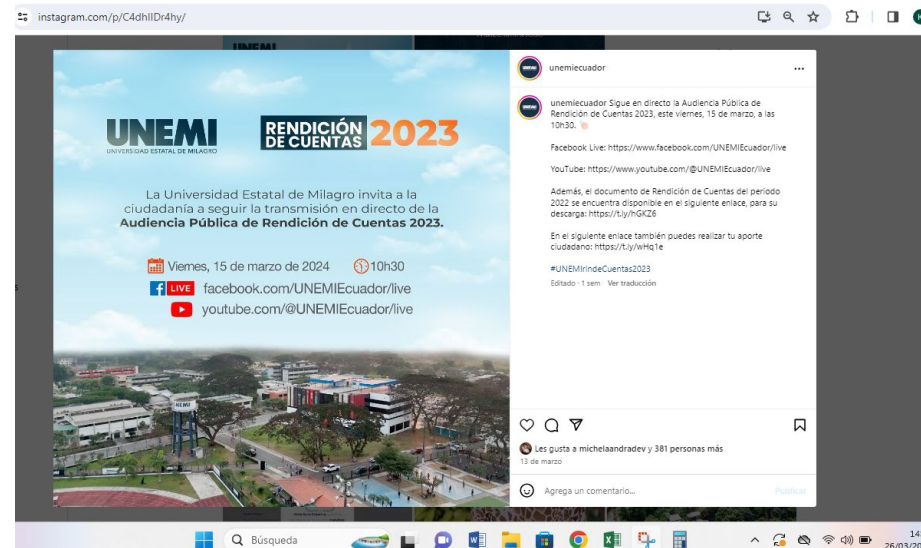 instagram.com/p/C4dhIIDr4hy/
UNEMI
UNEMI
UNIVERSIDAD ESTATAL DE MILAGRO
RENDICIÓN
DE CUENTAS
2023
La Universidad Estatal de Milagro invita a la
ciudadanía a seguir la transmisión en directo de la
Audiencia Pública de Rendición de Cuentas 2023.
Viernes, 15 de marzo de 2024 10h30
LIVE facebook.com/UNEMIEcuador/live
youtube.com/@UNEMIEcuador/live
UNEMI
unemiecuador
unemiecuador Sigue en directo la Audiencia Pública de
Rendición de Cuentas 2023, este viernes, 15 de marzo, a las
10h30.
Facebook Live: https://www.facebook.com/UNEMIEcuador/live
YouTube: https://www.youtube.com/@UNEMIEcuador/live
Además, el documento de Rendición de Cuentas del periodo
2022 se encuentra disponible en el siguiente enlace, para su
descarga: https://t.ly/hGKZ6
En el siguiente enlace también puedes realizar tu aporte
ciudadano: https://t.ly/wHq1e
#UNEMIrindeCuentas2023
Editado · 1 sem Ver traducción
Les gusta a michelaandradev y 381 personas más
13 de marzo
Agrega un comentario...
Publicar
Búsqueda
14
26/03/20